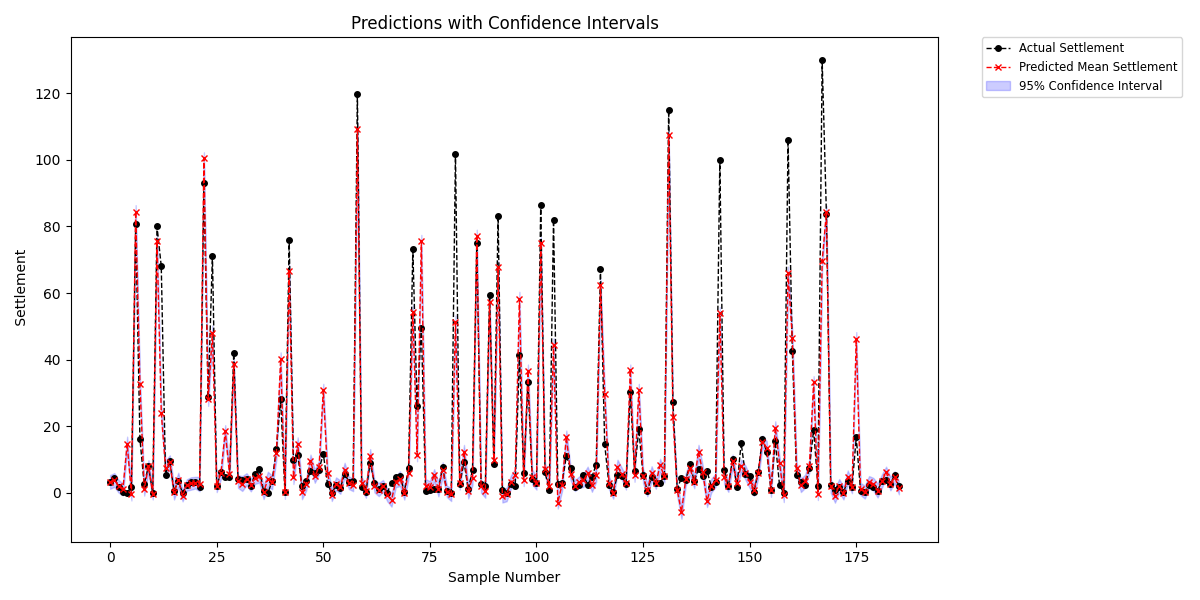 Predictions with Confidence Intervals
Actual Settlement
Predicted Mean Settlement
95% Confidence Interval
Settlement
120
100
80
60
40
20
0
0 25 50 75 100 125 150 175
Sample Number